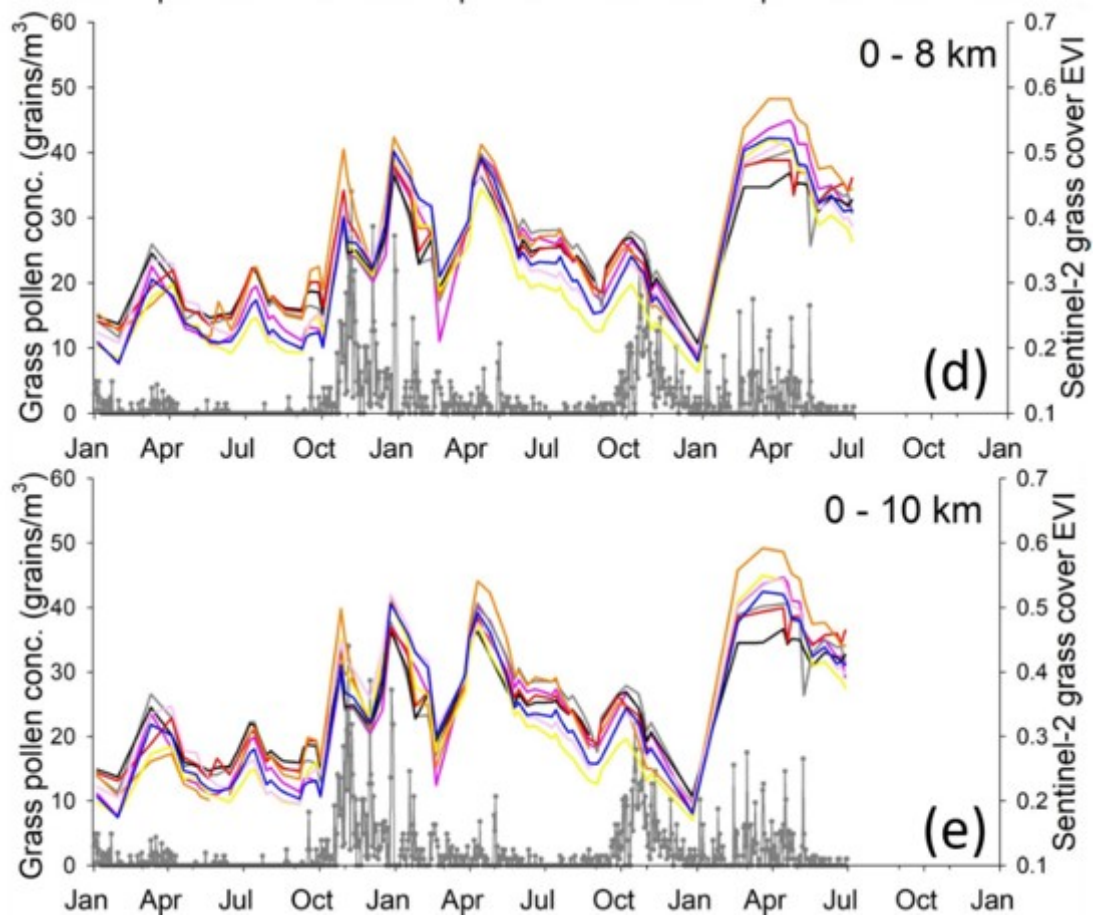 60
50
40
30
20
10
0
Grass pollen conc. (grains/m³)
0 - 8 km
(d)
0.7
0.6
0.5
0.4
0.3
0.2
0.1
Sentinel-2 grass cover EVI
Jan Apr Jul Oct Jan Apr Jul Oct Jan Apr Jul Oct Jan
60
50
40
30
20
10
0
Grass pollen conc. (grains/m³)
0 - 10 km
(e)
0.7
0.6
0.5
0.4
0.3
0.2
0.1
Sentinel-2 grass cover EVI
Jan Apr Jul Oct Jan Apr Jul Oct Jan Apr Jul Oct Jan